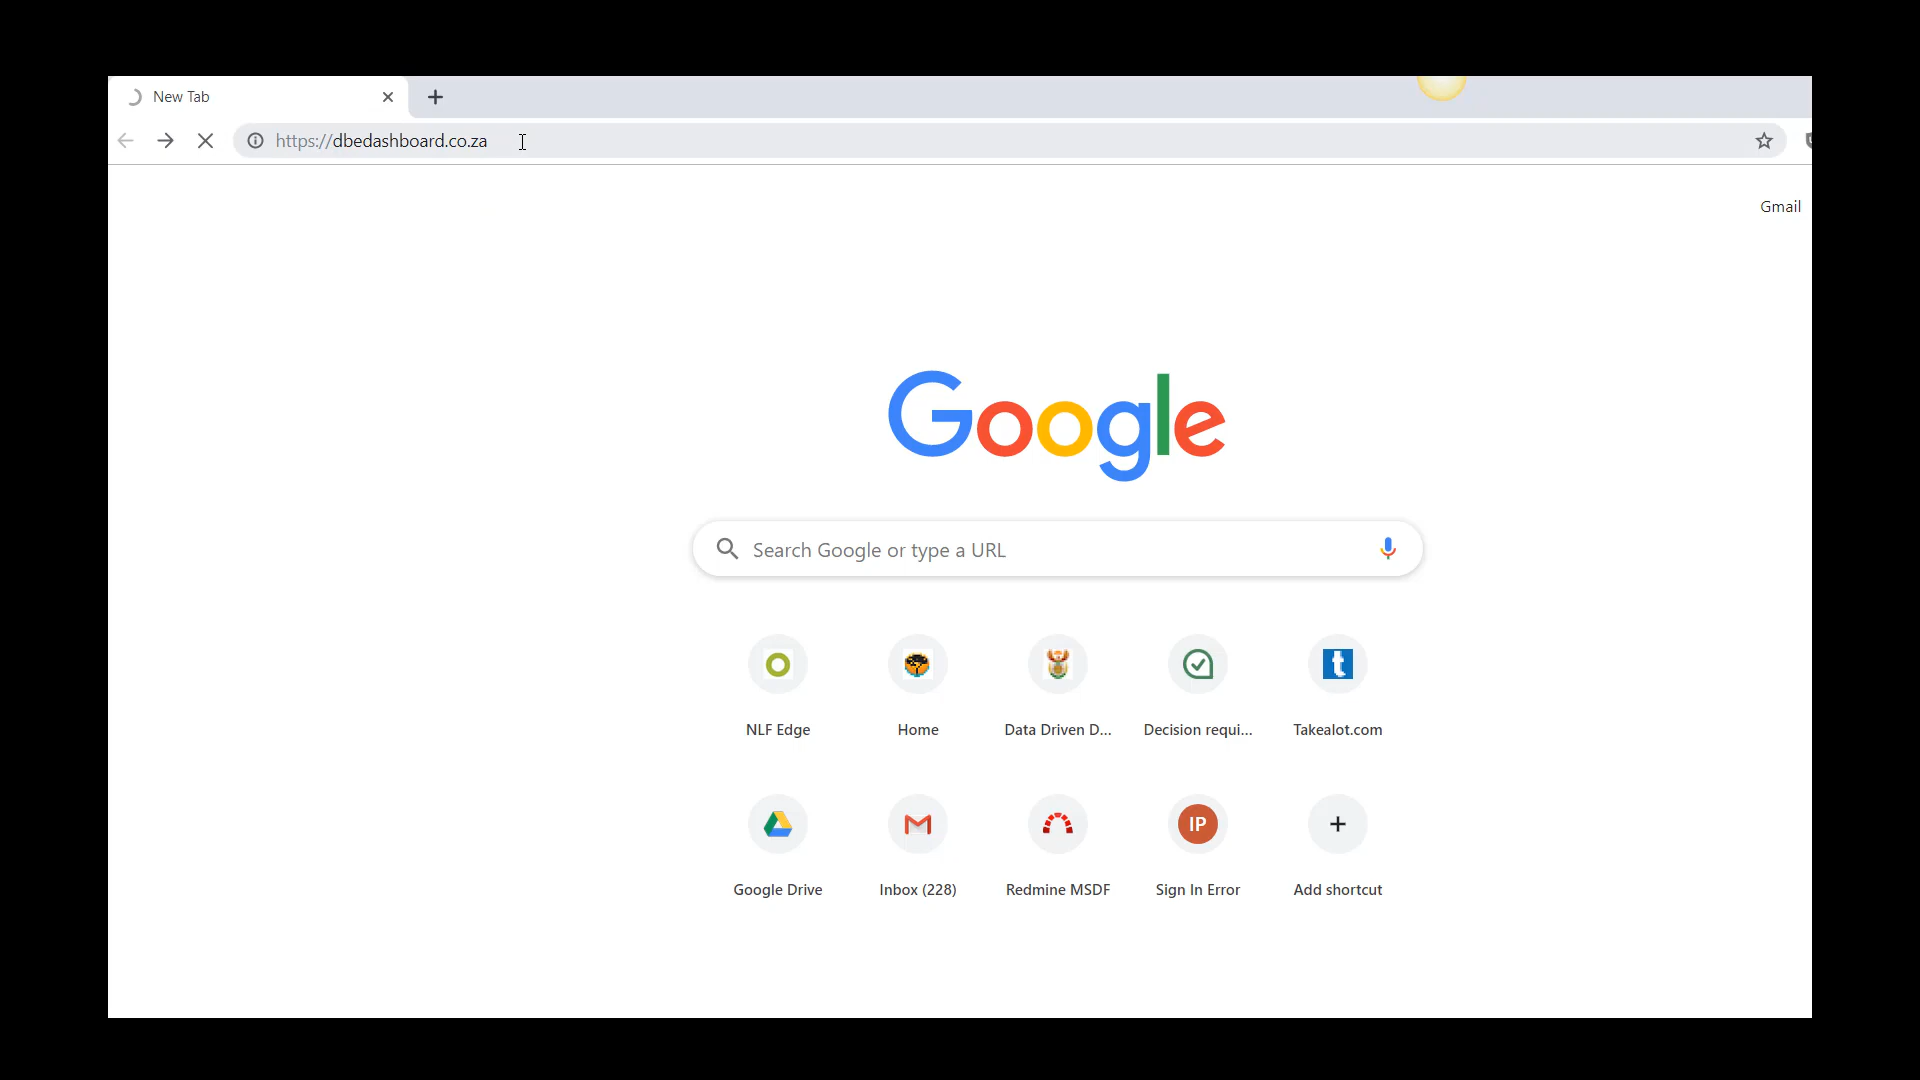 New Tab
https://dbedashboard.co.za
Gmail
Google
Search Google or type a URL
NLF Edge
Home
Data Driven D...
Decision requi...
t
Takealot.com
Google Drive
Inbox (228)
Redmine MSDF
IP
Sign In Error
Add shortcut